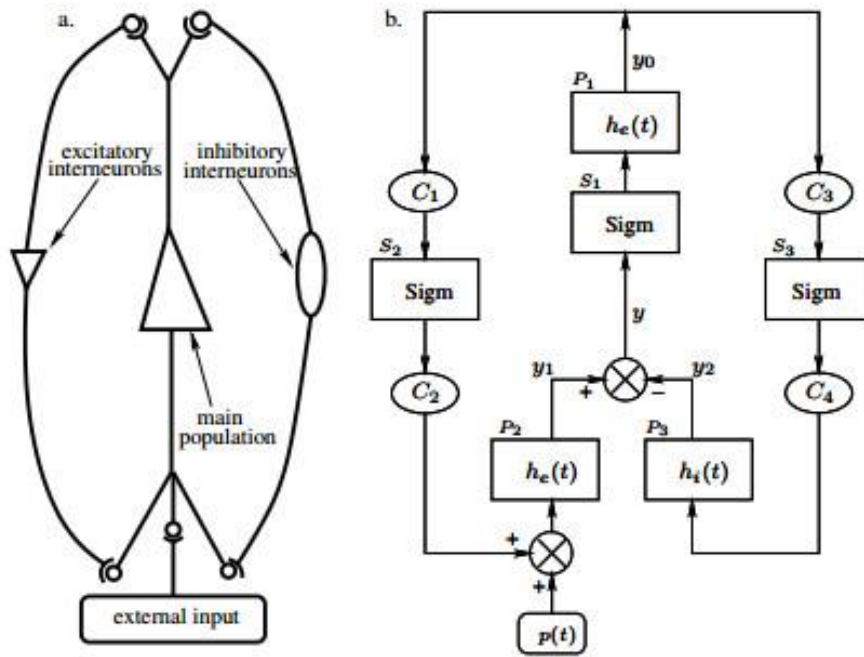 a.
excitatory
interneurons
inhibitory
interneurons
main
population
external input
b.
y₀
P₁
hₑ(t)
S₁
Sigm
C₁
C₃
S₂
Sigm
S₃
Sigm
y
C₂
C₄
y₁
y₂
+
−
P₂
hₑ(t)
P₃
hᵢ(t)
+
+
p(t)